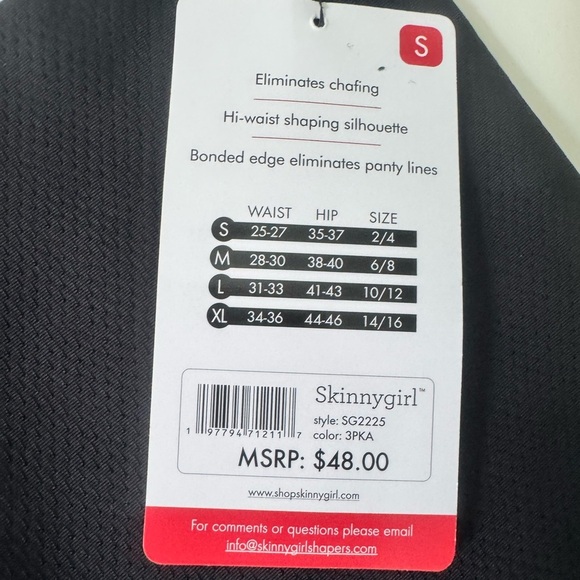 S
Eliminates chafing
Hi-waist shaping silhouette
Bonded edge eliminates panty lines
WAIST HIP SIZE
S 25-27 35-37 2/4
M 28-30 38-40 6/8
L 31-33 41-43 10/12
XL 34-36 44-46 14/16
Skinnygirl™
style: SG2225
1 97794 71211 7 color: 3PKA
MSRP: $48.00
www.shopskinnygirl.com
For comments or questions please email
info@skinnygirlshapers.com